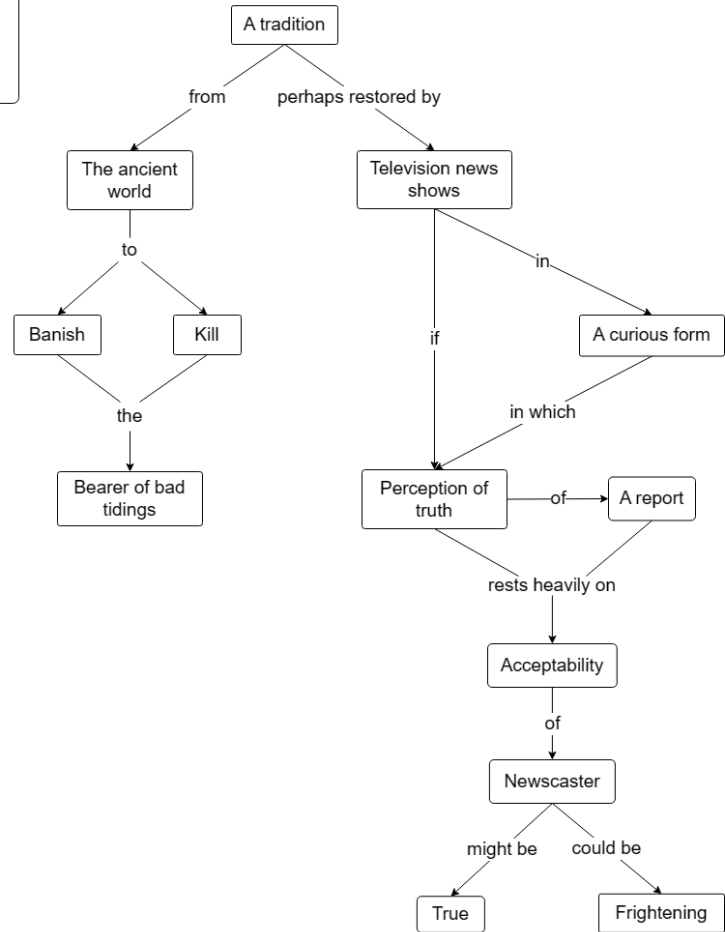 A tradition
from
perhaps restored by
The ancient
world
Television news
shows
to
in
Banish
Kill
if
A curious form
the
in which
Bearer of bad
tidings
Perception of
truth
of
A report
rests heavily on
Acceptability
of
Newscaster
might be
could be
True
Frightening